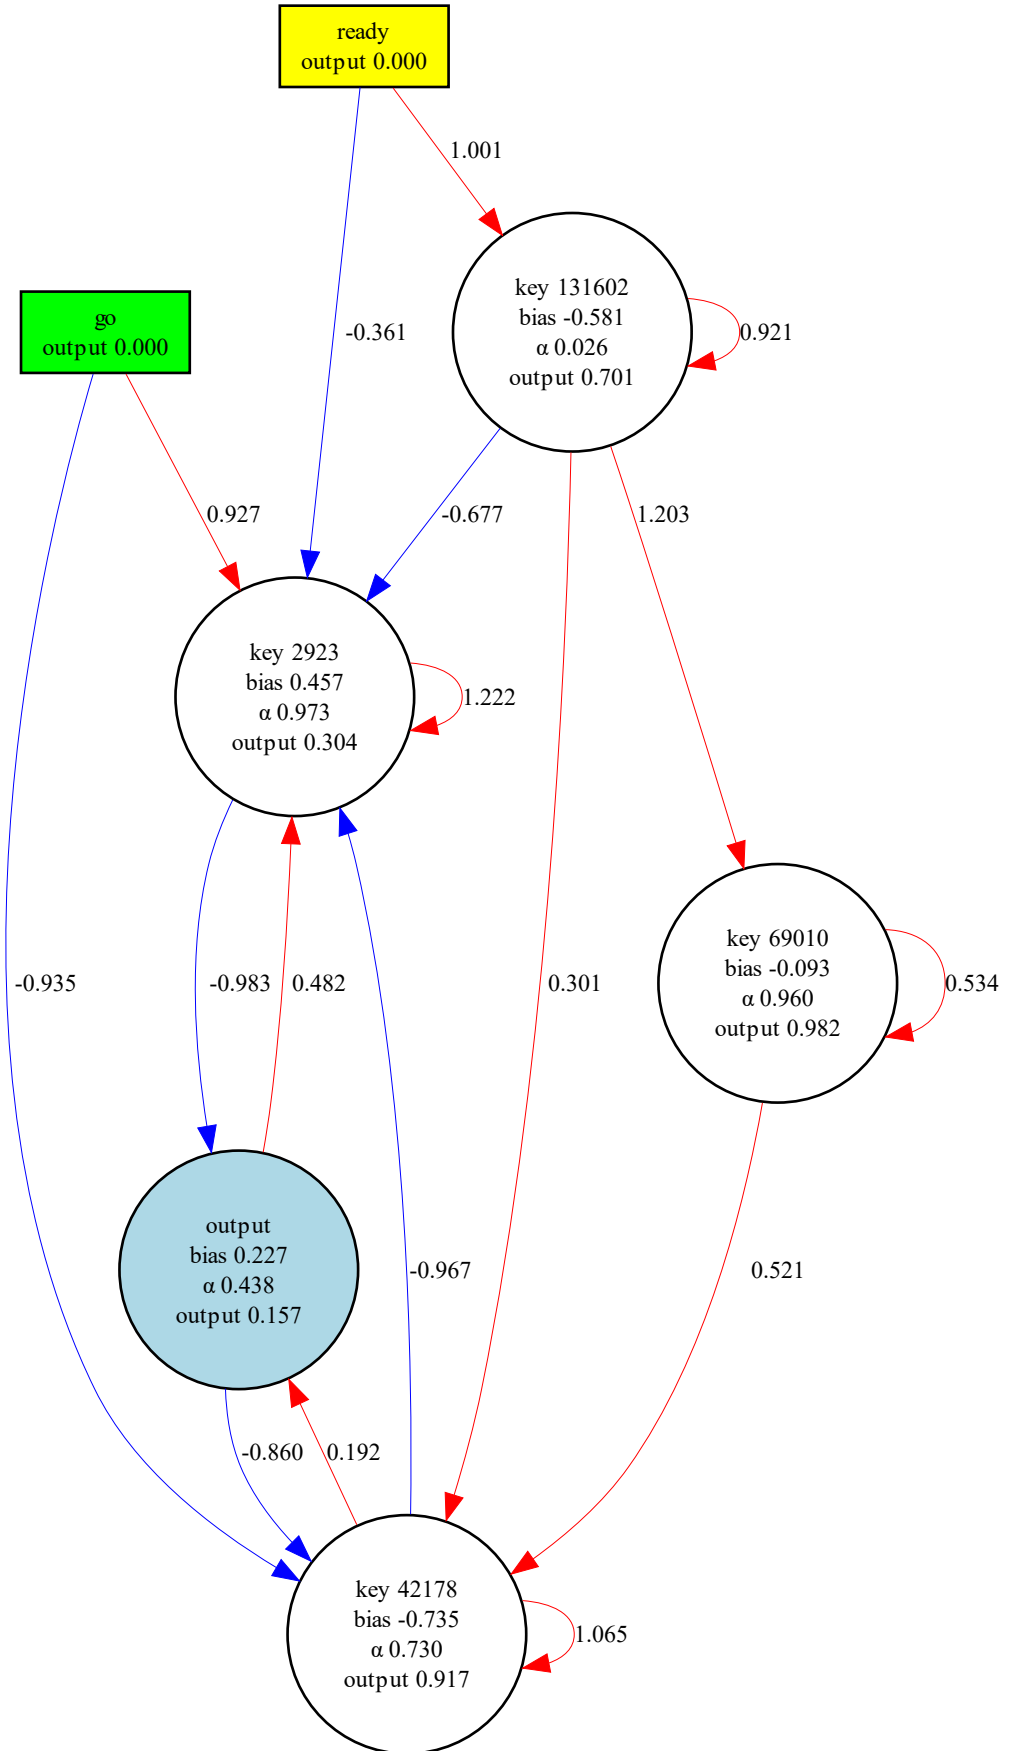 ready
output 0.000
1.001
key 131602
bias -0.581
α 0.026
output 0.701
0.921
go
output 0.000
-0.361
0.927
-0.677
1.203
key 2923
bias 0.457
α 0.973
output 0.304
1.222
key 69010
bias -0.093
α 0.960
output 0.982
0.534
-0.935
-0.983
0.482
0.301
output
bias 0.227
α 0.438
output 0.157
-0.967
0.521
-0.860
0.192
key 42178
bias -0.735
α 0.730
output 0.917
1.065